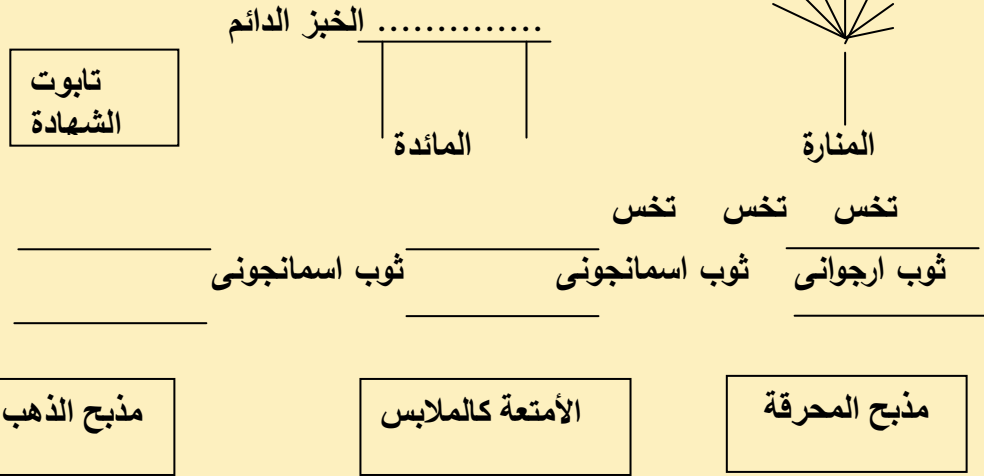 .............. الخبز الدائم
تابوت
الشهادة
المائدة
المنارة
تخس تخس تخس
ثوب ارجوانى ثوب اسمانجونى ثوب اسمانجونى
مذبح المحرقة
الأمتعة كالملابس
مذبح الذهب